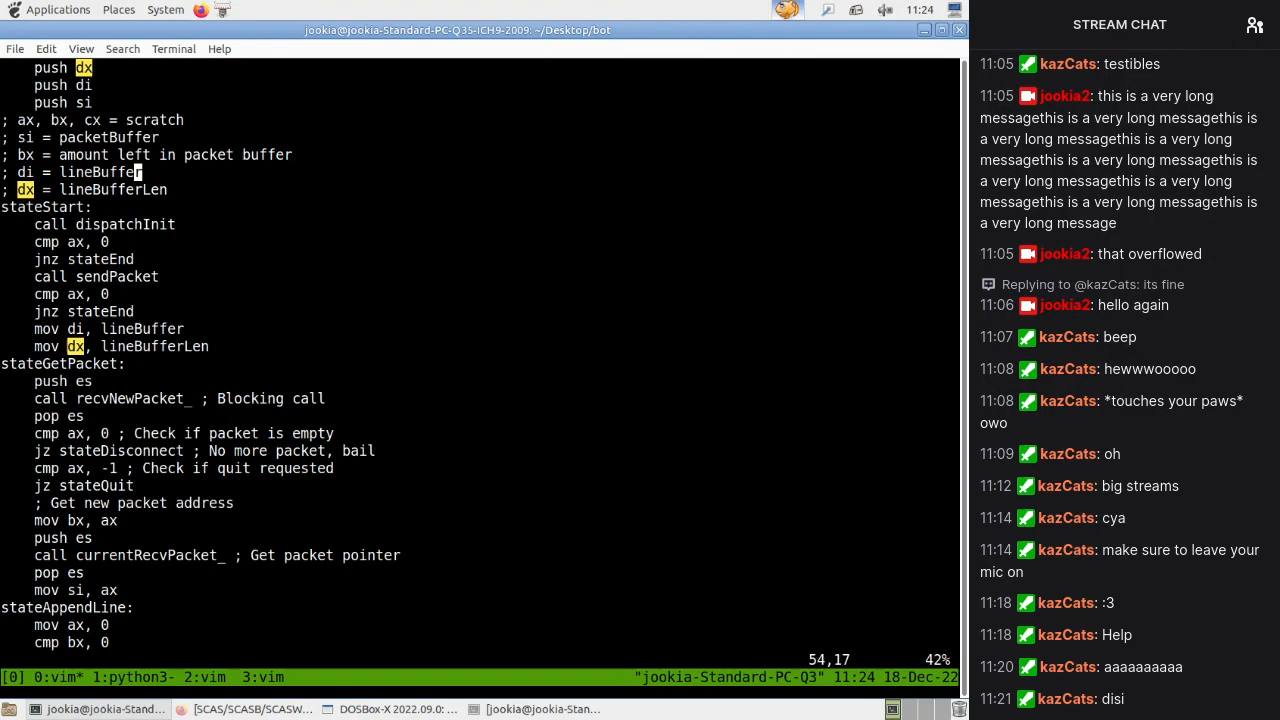 Applications Places System 11:24
jookia@jookia-Standard-PC-Q35-ICH9-2009: ~/Desktop/bot
File Edit View Search Terminal Help
push dx
push di
push si
; ax, bx, cx = scratch
; si = packetBuffer
; bx = amount left in packet buffer
; di = lineBuffer
; dx = lineBufferLen
stateStart:
call dispatchInit
cmp ax, 0
jnz stateEnd
call sendPacket
cmp ax, 0
jnz stateEnd
mov di, lineBuffer
mov dx, lineBufferLen
stateGetPacket:
push es
call recvNewPacket_ ; Blocking call
pop es
cmp ax, 0 ; Check if packet is empty
jz stateDisconnect ; No more packet, bail
cmp ax, -1 ; Check if quit requested
jz stateQuit
; Get new packet address
mov bx, ax
push es
call currentRecvPacket_ ; Get packet pointer
pop es
mov si, ax
stateAppendLine:
mov ax, 0
cmp bx, 0
54,17 42%
[0] 0:vim* 1:python3- 2:vim 3:vim "jookia-Standard-PC-Q3" 11:24 18-Dec-22
jookia@jookia-Stand... [SCAS/SCASB/SCASW... DOSBox-X 2022.09.0: ... [jookia@jookia-Stan...
STREAM CHAT
11:05 kazCats: testibles
11:05 jookia2: this is a very long
messagethis is a very long messagethis is
a very long messagethis is a very long
messagethis is a very long messagethis is
a very long messagethis is a very long
messagethis is a very long messagethis is
a very long message
11:05 jookia2: that overflowed
Replying to @kazCats: its fine
11:06 jookia2: hello again
11:07 kazCats: beep
11:08 kazCats: hewwwooooo
11:08 kazCats: *touches your paws*
owo
11:09 kazCats: oh
11:12 kazCats: big streams
11:14 kazCats: cya
11:14 kazCats: make sure to leave your
mic on
11:18 kazCats: :3
11:18 kazCats: Help
11:20 kazCats: aaaaaaaaaa
11:21 kazCats: disi